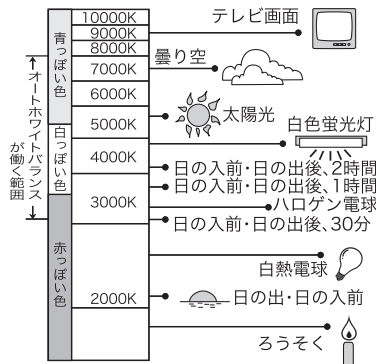 オートホワイトバランス
が働く範囲
青っぽい色
白っぽい色
赤っぽい色
10000K
9000K
8000K
7000K
6000K
5000K
4000K
3000K
2000K
テレビ画面
曇り空
太陽光
白色蛍光灯
日の入前・日の出後、2時間
日の入前・日の出後、1時間
ハロゲン電球
日の入前・日の出後、30分
白熱電球
日の出・日の入前
ろうそく